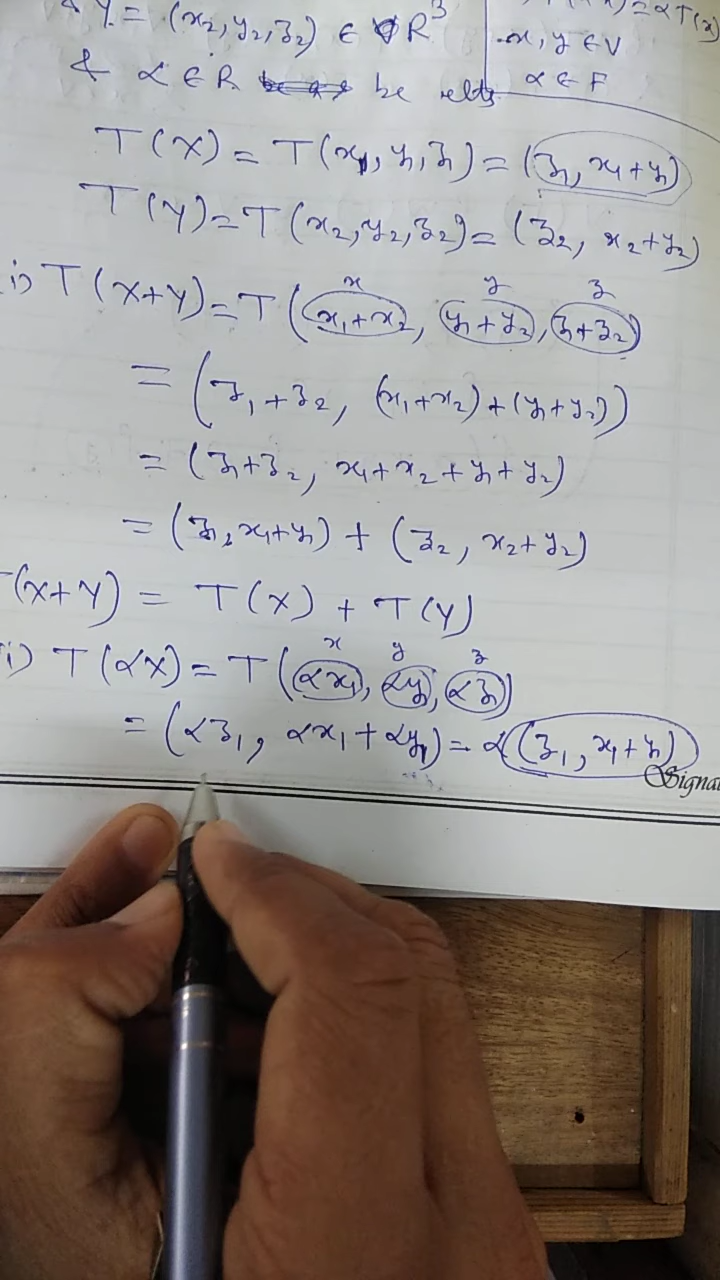 & Y = (x₂, y₂, z₂) ∈ R³
x, y ∈ V
& α ∈ R be
α ∈ F
T(X) = T(x₁, y₁, z₁) = (z₁, x₁+y₁)
T(Y) = T(x₂, y₂, z₂) = (z₂, x₂+y₂)
x y z
i) T(X+Y) = T(x₁+x₂, y₁+y₂, z₁+z₂)
= (z₁+z₂, (x₁+x₂)+(y₁+y₂))
= (z₁+z₂, x₁+x₂+y₁+y₂)
= (z₁, x₁+y₁) + (z₂, x₂+y₂)
(X+Y) = T(X) + T(Y)
x y z
i) T(αX) = T(αx₁, αy₁, αz₁)
= (αz₁, αx₁+αy₁) = α(z₁, x₁+y₁)
Signa